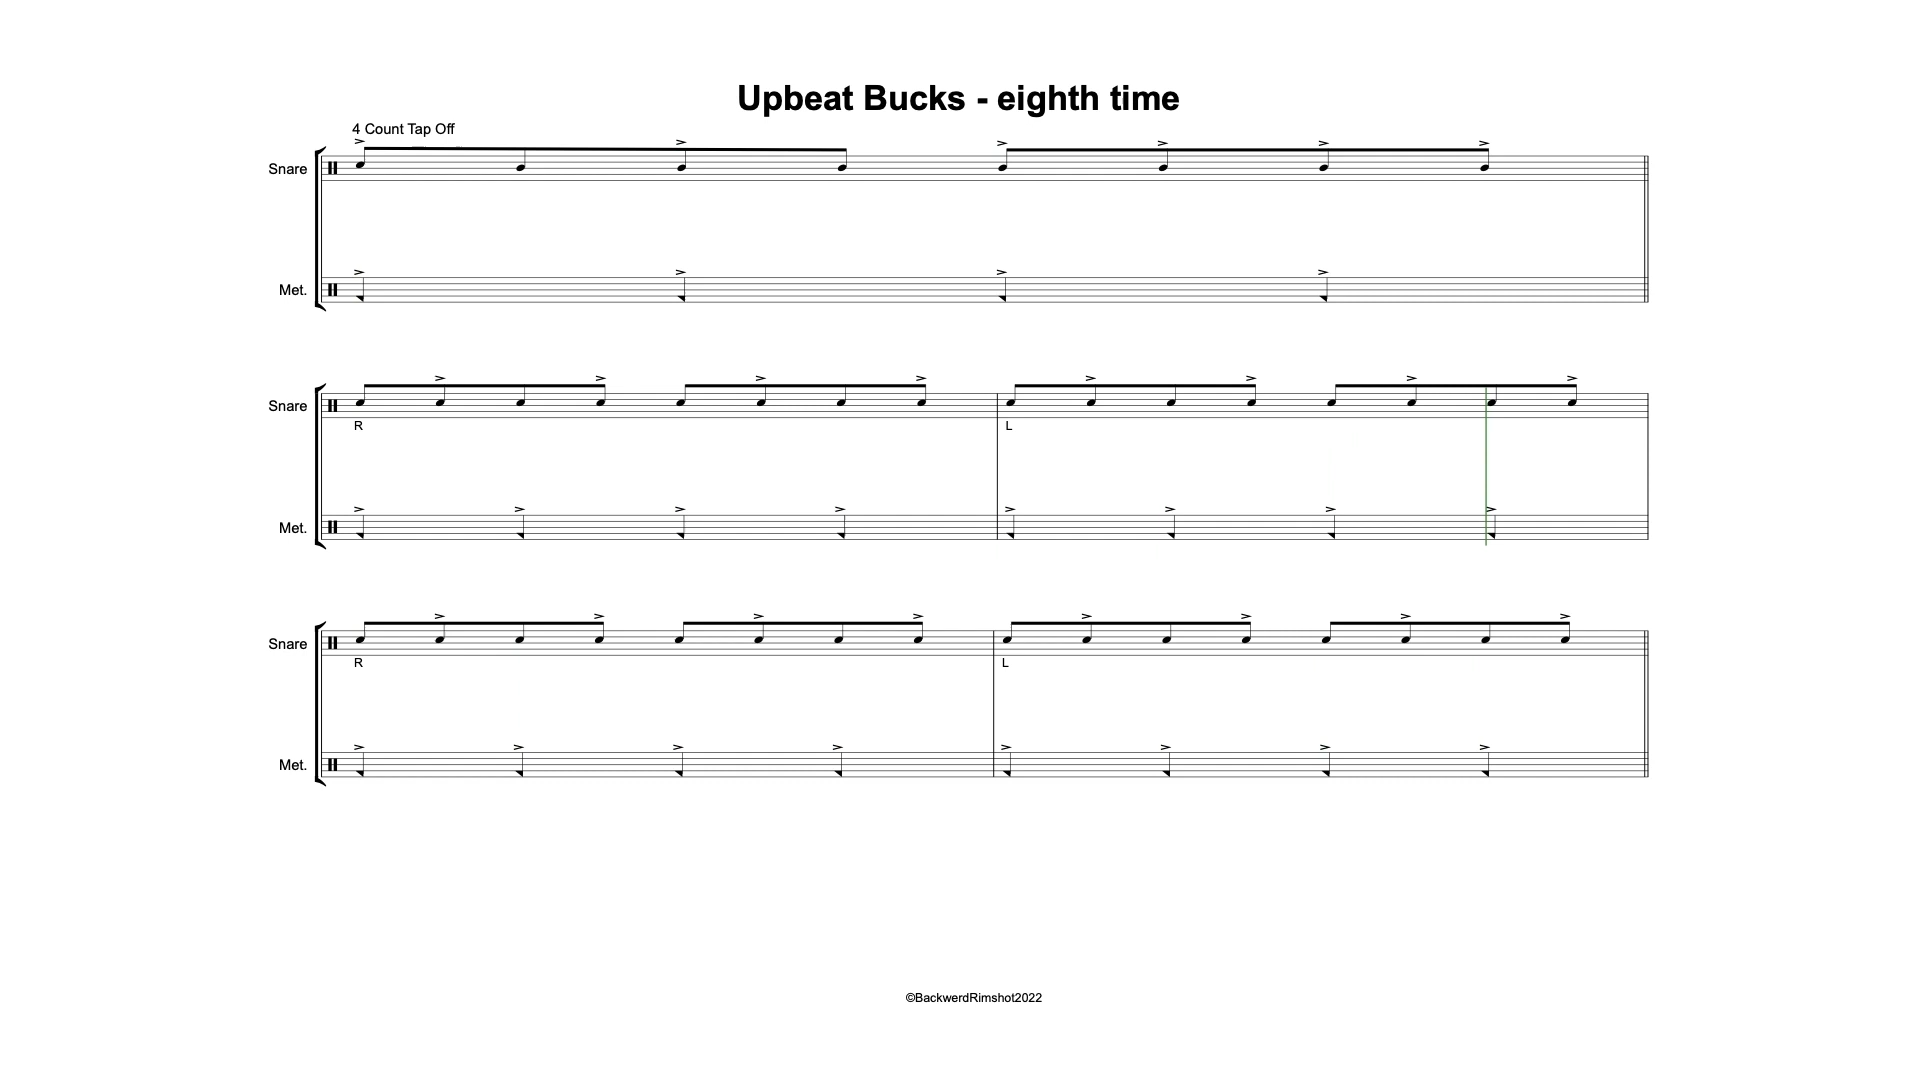 Upbeat Bucks - eighth time
4 Count Tap Off
Snare
Met.
Snare
R
L
Met.
Snare
R
L
Met.
©BackwerdRimshot2022